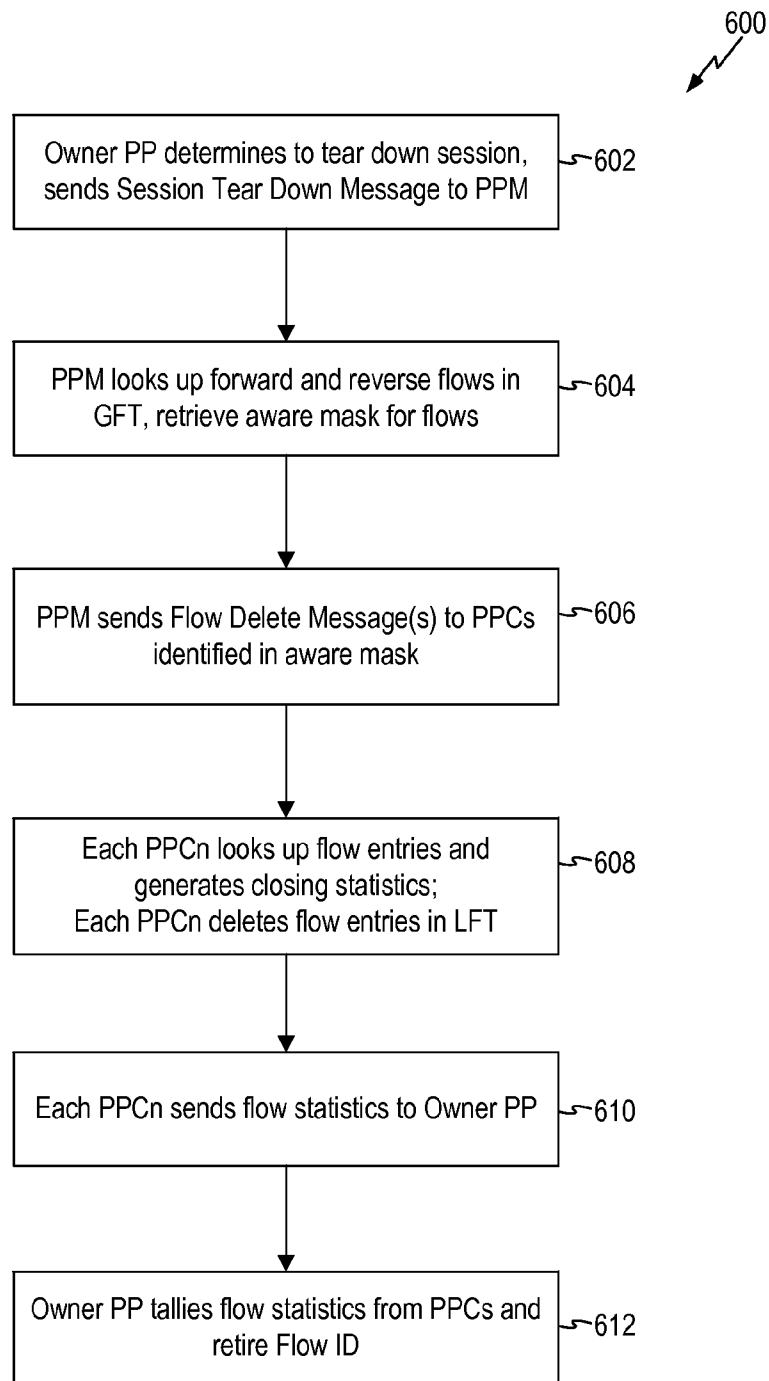 600
Owner PP determines to tear down session,
sends Session Tear Down Message to PPM
602
PPM looks up forward and reverse flows in
GFT, retrieve aware mask for flows
604
PPM sends Flow Delete Message(s) to PPCs
identified in aware mask
606
Each PPCn looks up flow entries and
generates closing statistics;
Each PPCn deletes flow entries in LFT
608
Each PPCn sends flow statistics to Owner PP
610
Owner PP tallies flow statistics from PPCs and
retire Flow ID
612